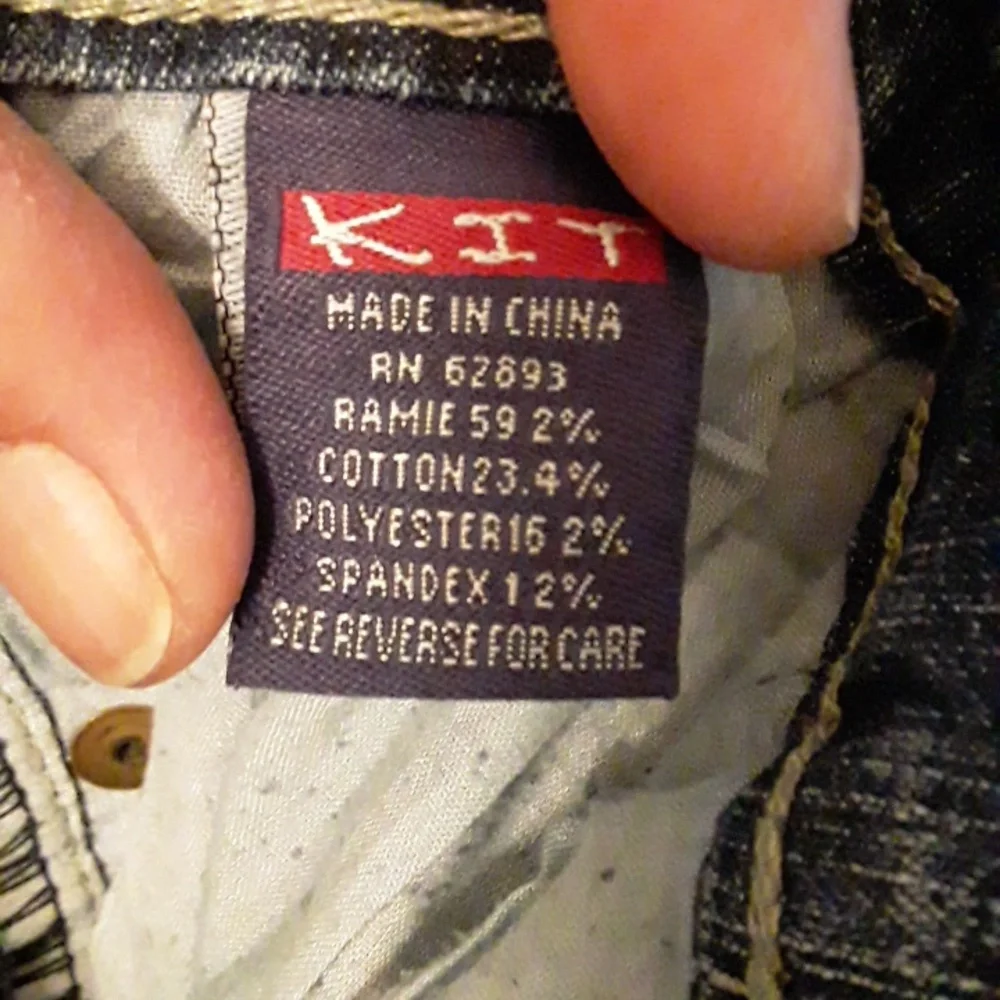 KIT
MADE IN CHINA
RN 62893
RAMIE 59 2%
COTTON23.4%
POLYESTER16 2%
SPANDEX 1 2%
SEE REVERSE FOR CARE